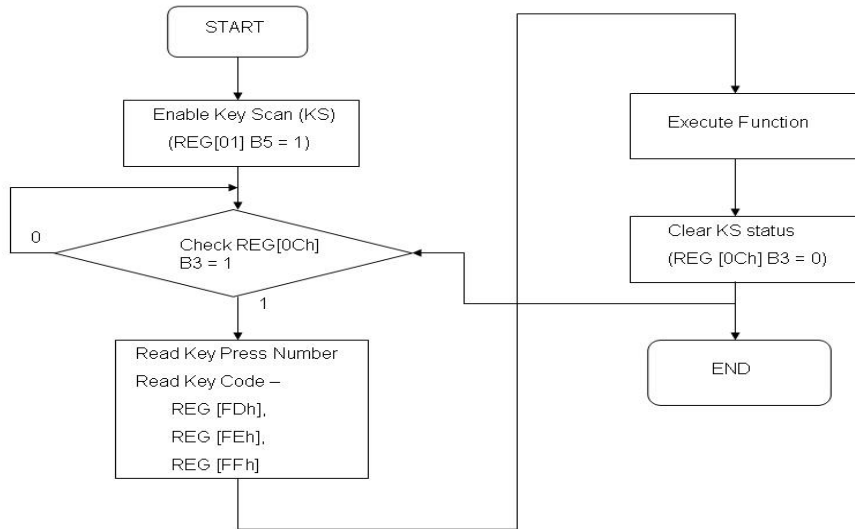 START
Enable Key Scan (KS)
(REG[01] B5 = 1)
0
Check REG[0Ch]
B3 = 1
1
Read Key Press Number
Read Key Code –
REG [FDh],
REG [FEh],
REG [FFh]
Execute Function
Clear KS status
(REG [0Ch] B3 = 0)
END